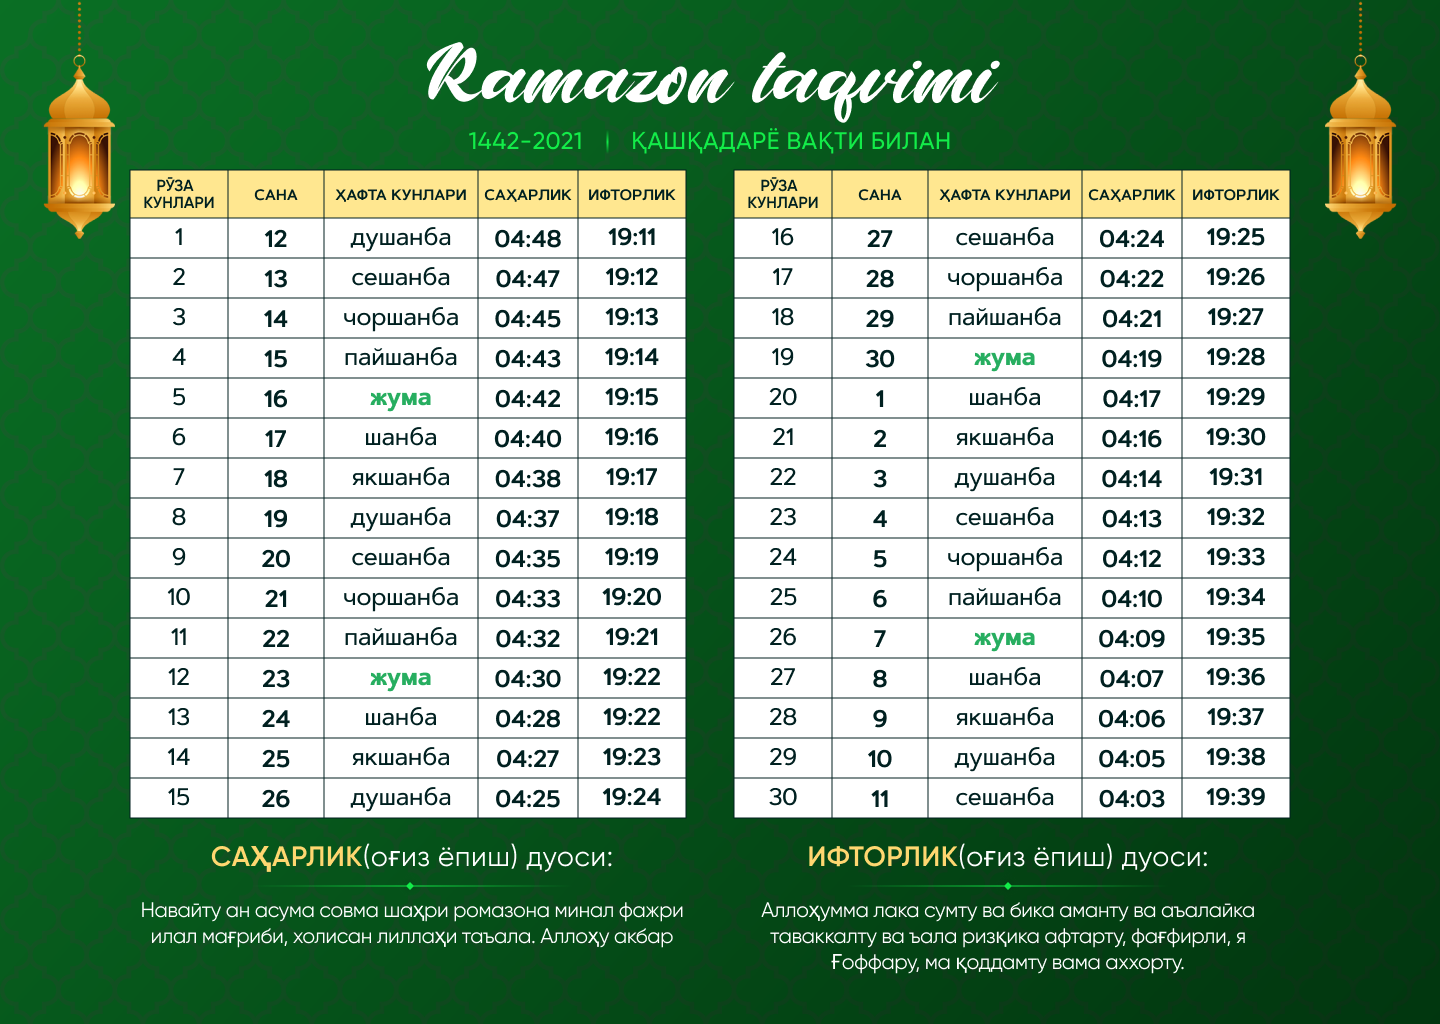 Ramazon taqvimi
1442-2021 | ҚАШҚАДАРЁ ВАҚТИ БИЛАН
РЎЗА КУНЛАРИ САНА ҲАФТА КУНЛАРИ САҲАРЛИК ИФТОРЛИК
1 12 душанба 04:48 19:11
2 13 сешанба 04:47 19:12
3 14 чоршанба 04:45 19:13
4 15 пайшанба 04:43 19:14
5 16 жума 04:42 19:15
6 17 шанба 04:40 19:16
7 18 якшанба 04:38 19:17
8 19 душанба 04:37 19:18
9 20 сешанба 04:35 19:19
10 21 чоршанба 04:33 19:20
11 22 пайшанба 04:32 19:21
12 23 жума 04:30 19:22
13 24 шанба 04:28 19:22
14 25 якшанба 04:27 19:23
15 26 душанба 04:25 19:24
РЎЗА КУНЛАРИ САНА ҲАФТА КУНЛАРИ САҲАРЛИК ИФТОРЛИК
16 27 сешанба 04:24 19:25
17 28 чоршанба 04:22 19:26
18 29 пайшанба 04:21 19:27
19 30 жума 04:19 19:28
20 1 шанба 04:17 19:29
21 2 якшанба 04:16 19:30
22 3 душанба 04:14 19:31
23 4 сешанба 04:13 19:32
24 5 чоршанба 04:12 19:33
25 6 пайшанба 04:10 19:34
26 7 жума 04:09 19:35
27 8 шанба 04:07 19:36
28 9 якшанба 04:06 19:37
29 10 душанба 04:05 19:38
30 11 сешанба 04:03 19:39
САҲАРЛИК(оғиз ёпиш) дуоси:
Навайту ан асума совма шаҳри ромазона минал фажри
илал мағриби, холисан лиллаҳи таъала. Аллоҳу акбар
ИФТОРЛИК(оғиз ёпиш) дуоси:
Аллоҳумма лака сумту ва бика аманту ва аъалайка
таваккалту ва ъала ризқика афтарту, фағфирли, я
Ғоффару, ма қоддамту вама аххорту.